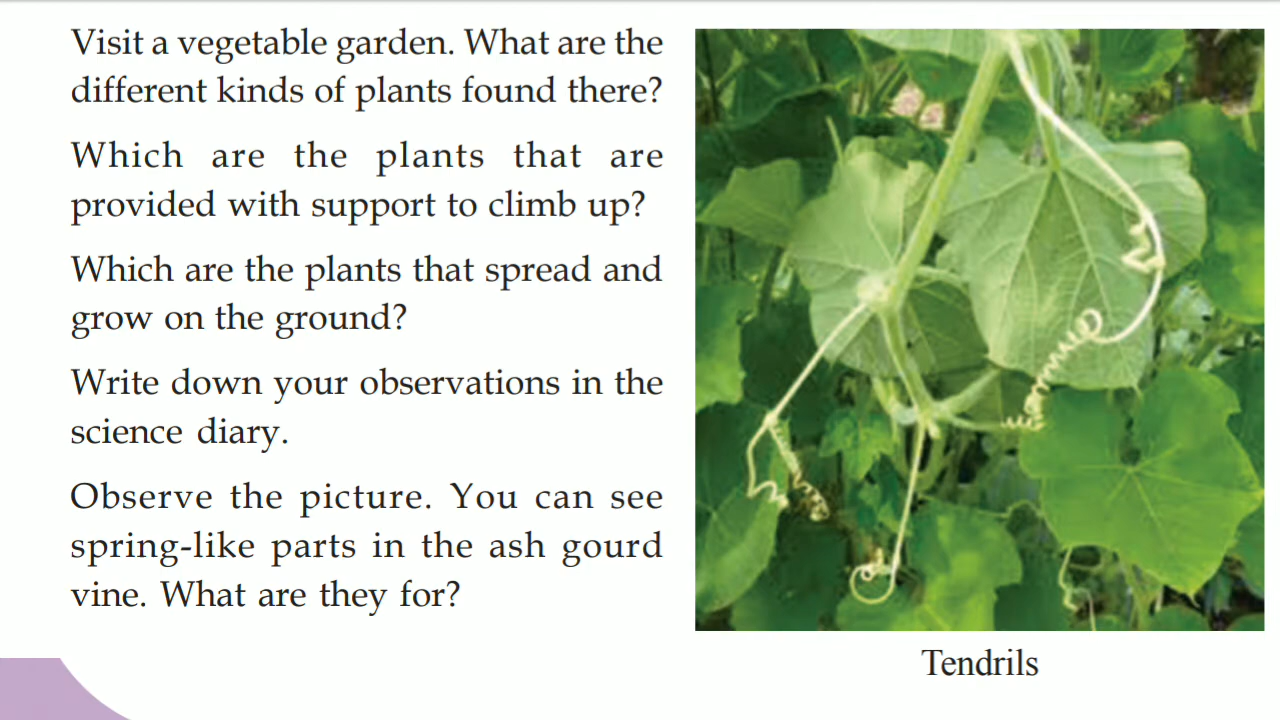 Visit a vegetable garden. What are the
different kinds of plants found there?
Which are the plants that are
provided with support to climb up?
Which are the plants that spread and
grow on the ground?
Write down your observations in the
science diary.
Observe the picture. You can see
spring-like parts in the ash gourd
vine. What are they for?
Tendrils